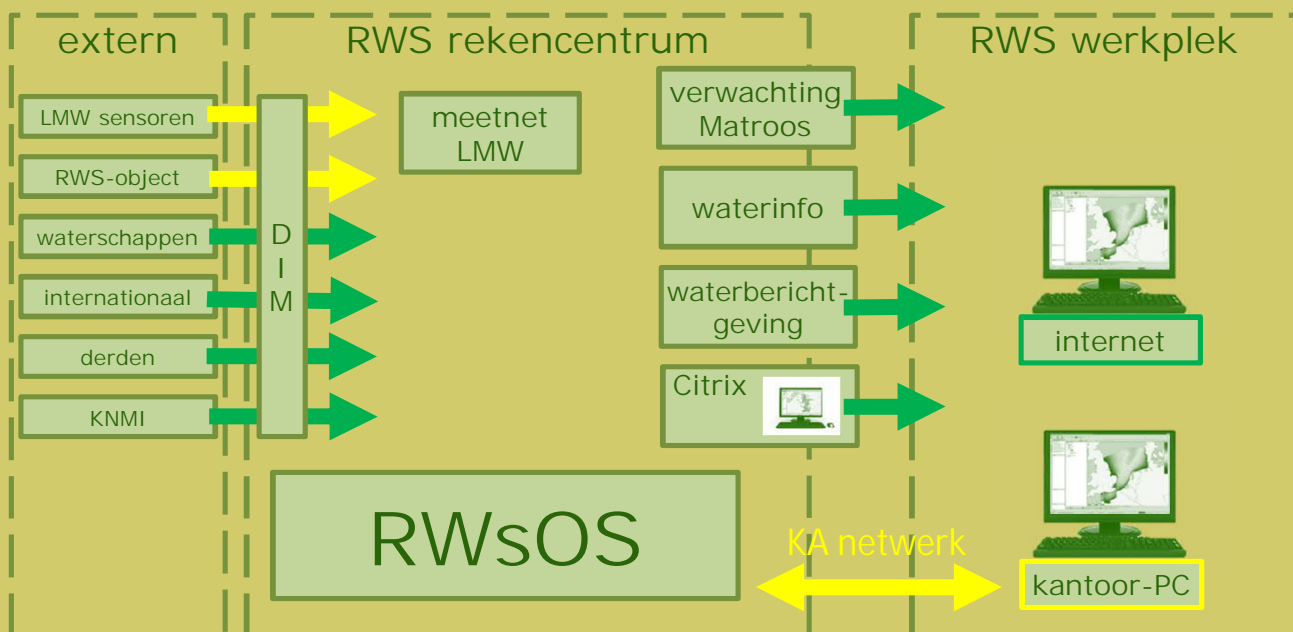 extern
RWS rekencentrum
RWS werkplek
LMW sensoren
RWS-object
waterschappen
internationaal
derden
KNMI
D
I
M
meetnet
LMW
verwachting
Matroos
waterinfo
waterbericht-
geving
Citrix
RWsOS
KA netwerk
internet
kantoor-PC